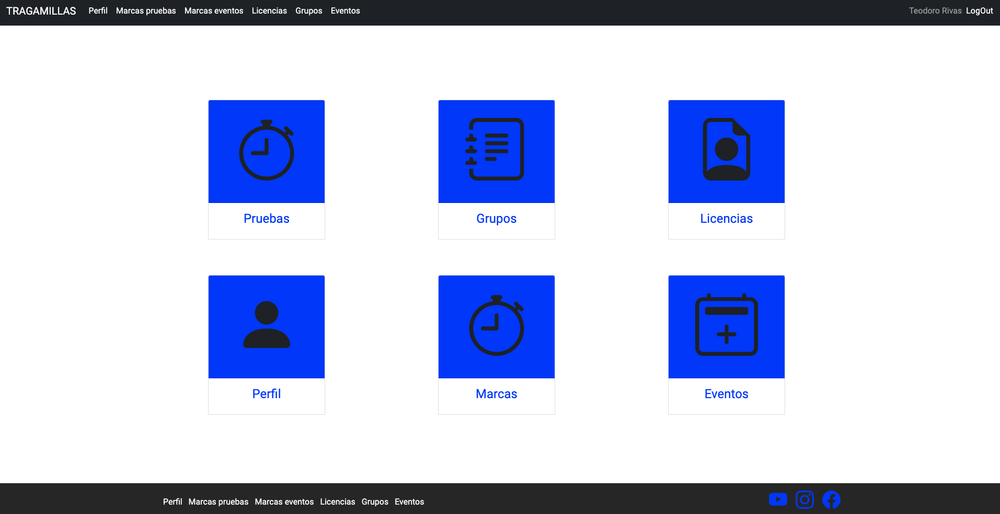 TRAGAMILLAS Perfil Marcas pruebas Marcas eventos Licencias Grupos Eventos Teodoro Rivas LogOut
Pruebas Grupos Licencias
Perfil Marcas Eventos
Perfil Marcas pruebas Marcas eventos Licencias Grupos Eventos